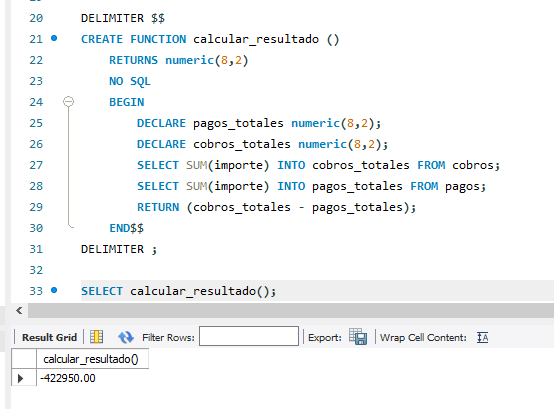 20 DELIMITER $$
21 CREATE FUNCTION calcular_resultado ()
22 RETURNS numeric(8,2)
23 NO SQL
24 BEGIN
25 DECLARE pagos_totales numeric(8,2);
26 DECLARE cobros_totales numeric(8,2);
27 SELECT SUM(importe) INTO cobros_totales FROM cobros;
28 SELECT SUM(importe) INTO pagos_totales FROM pagos;
29 RETURN (cobros_totales - pagos_totales);
30 END$$
31 DELIMITER ;
32
33 SELECT calcular_resultado();
Result Grid Filter Rows: Export: Wrap Cell Content: IA
calcular_resultado()
-422950.00